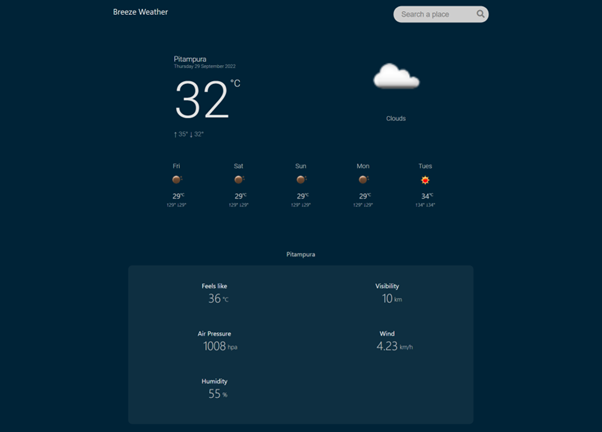 Breeze Weather
Search a place
Pitampura
Thursday 29 September 2022
32 °C
↑ 35° ↓ 32°
Clouds
Fri Sat Sun Mon Tues
29°C 29°C 29°C 29°C 34°C
↑29° ↓29° ↑29° ↓29° ↑29° ↓29° ↑29° ↓29° ↑34° ↓34°
Pitampura
Feels like Visibility
36 °C 10 km
Air Pressure Wind
1008 hpa 4.23 km/h
Humidity
55 %